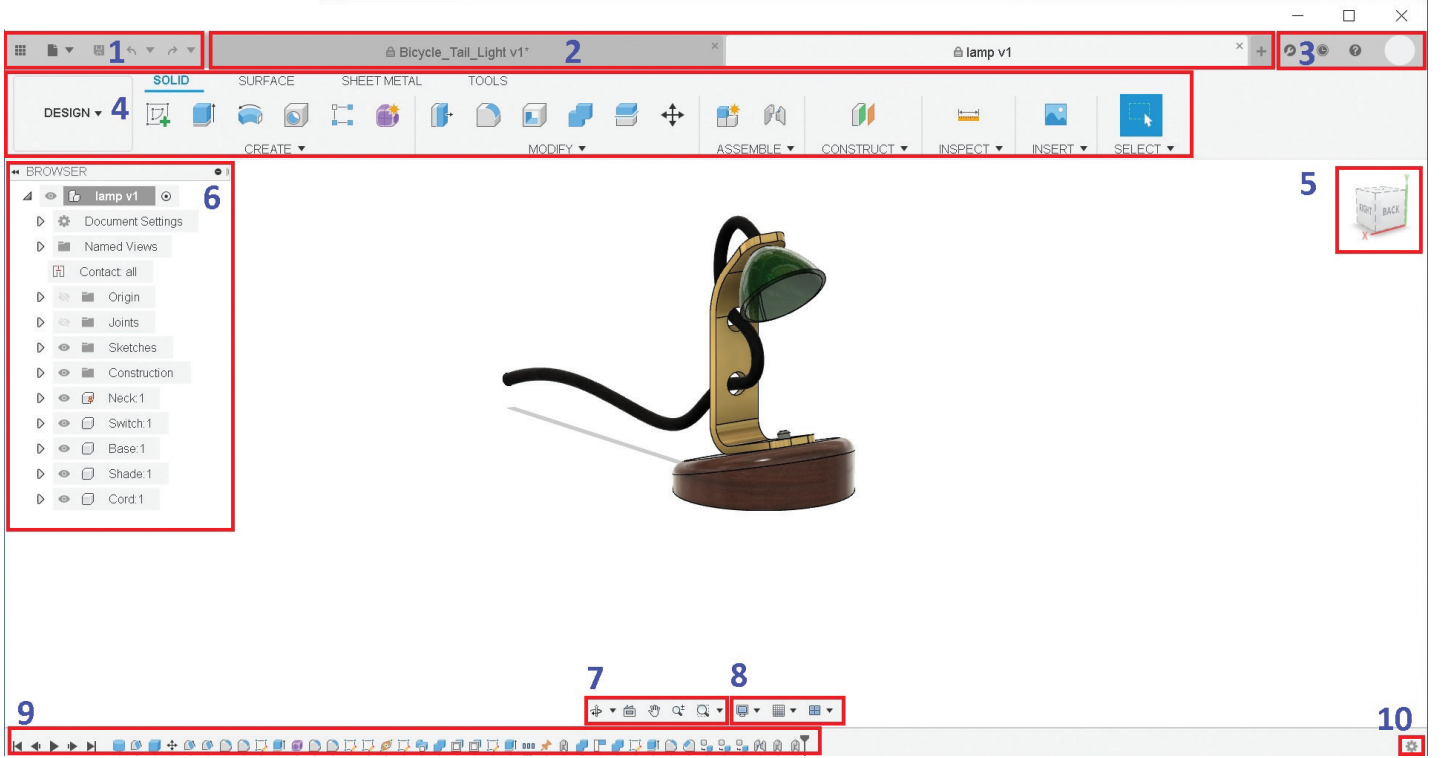 1
Bicycle_Tail_Light v1*
2
lamp v1
3
SOLID
SURFACE
SHEET METAL
TOOLS
DESIGN
4
CREATE
MODIFY
ASSEMBLE
CONSTRUCT
INSPECT
INSERT
SELECT
BROWSER
6
5
lamp v1
Document Settings
Named Views
Contact: all
Origin
Joints
Sketches
Construction
Neck:1
Switch:1
Base:1
Shade:1
Cord:1
Y
RIGHT
BACK
X
7
8
9
10